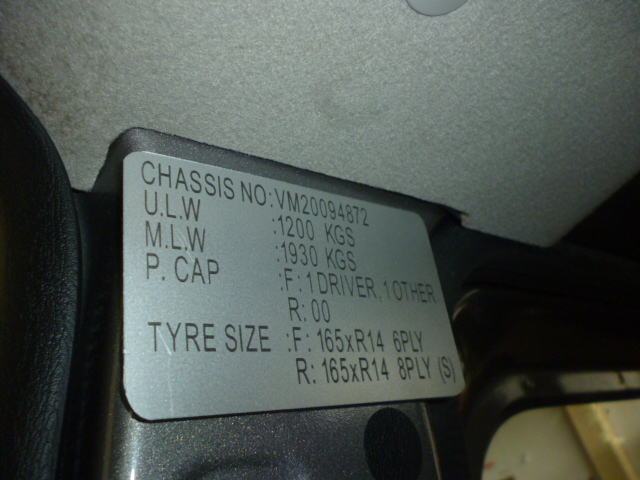 CHASSIS NO:VM20094872
U.L.W :1200 KGS
M.L.W :1930 KGS
P. CAP :F: 1 DRIVER, 1 OTHER
R: 00
TYRE SIZE :F: 165xR14 6PLY
R: 165xR14 8PLY (S)